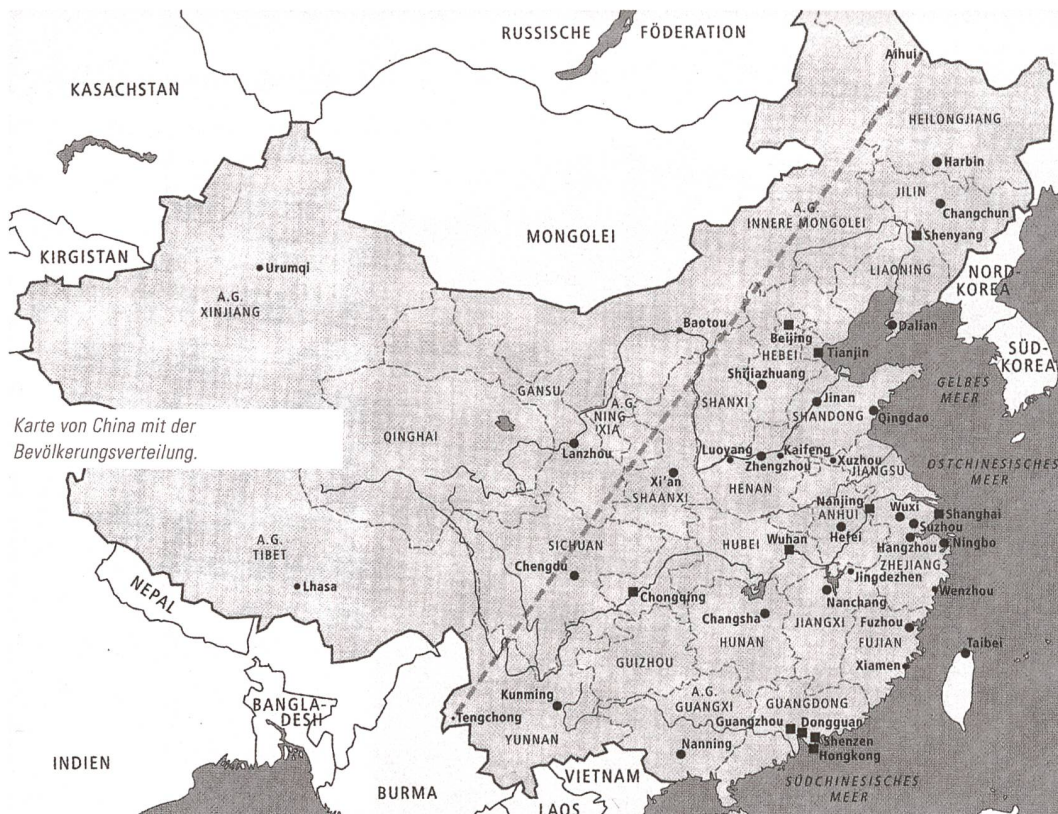 RUSSISCHE FÖDERATION
Aihui
KASACHSTAN
HEILONGJIANG
Harbin
JILIN
A.G.
INNERE MONGOLEI
Changchun
MONGOLEI
Shenyang
KIRGISTAN
Urumqi
LIAONING
NORD-
KOREA
A.G.
XINJIANG
Baotou
Beijing
HEBEI
Dalian
Tianjin
SÜD-
KOREA
Shijiazhuang
GELBES
MEER
GANSU
A.G.
NING
XIA
SHANXI
Jinan
SHANDONG
Qingdao
Karte von China mit der
Bevölkerungsverteilung.
QINGHAI
Lanzhou
Luoyang
Kaifeng
Zhengzhou
Xuzhou
JIANGSU
OSTCHINESISCHES
MEER
Xi'an
SHAANXI
HENAN
Nanjing
ANHUI
Wuxi
Shanghai
Suzhou
Hefei
A.G.
TIBET
SICHUAN
HUBEI
Wuhan
Hangzhou
Ningbo
ZHEJIANG
Chengdu
Jingdezhen
Lhasa
NEPAL
Chongqing
Nanchang
Wenzhou
Changsha
JIANGXI
HUNAN
Fuzhou
FUJIAN
Taibei
GUIZHOU
Xiamen
Kunming
A.G.
GUANGXI
GUANGDONG
BANGLA-
DESH
Tengchong
YUNNAN
Guangzhou
Dongguan
Shenzen
Hongkong
Nanning
INDIEN
BURMA
VIETNAM
LAOS
SÜDCHINESISCHES
MEER